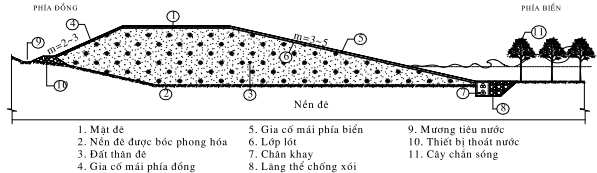 PHÍA ĐỒNG
PHÍA BIỂN
1
4
m=2~3
m=3~5
6
5
11
9
10
2
3
7
8
Nền đê
1. Mặt đê
2. Nền đê được bóc phong hóa
3. Đất thân đê
4. Gia cố mái phía đồng
5. Gia cố mái phía biển
6. Lớp lót
7. Chân khay
8. Lăng thể chống xói
9. Mương tiêu nước
10. Thiết bị thoát nước
11. Cây chắn sóng